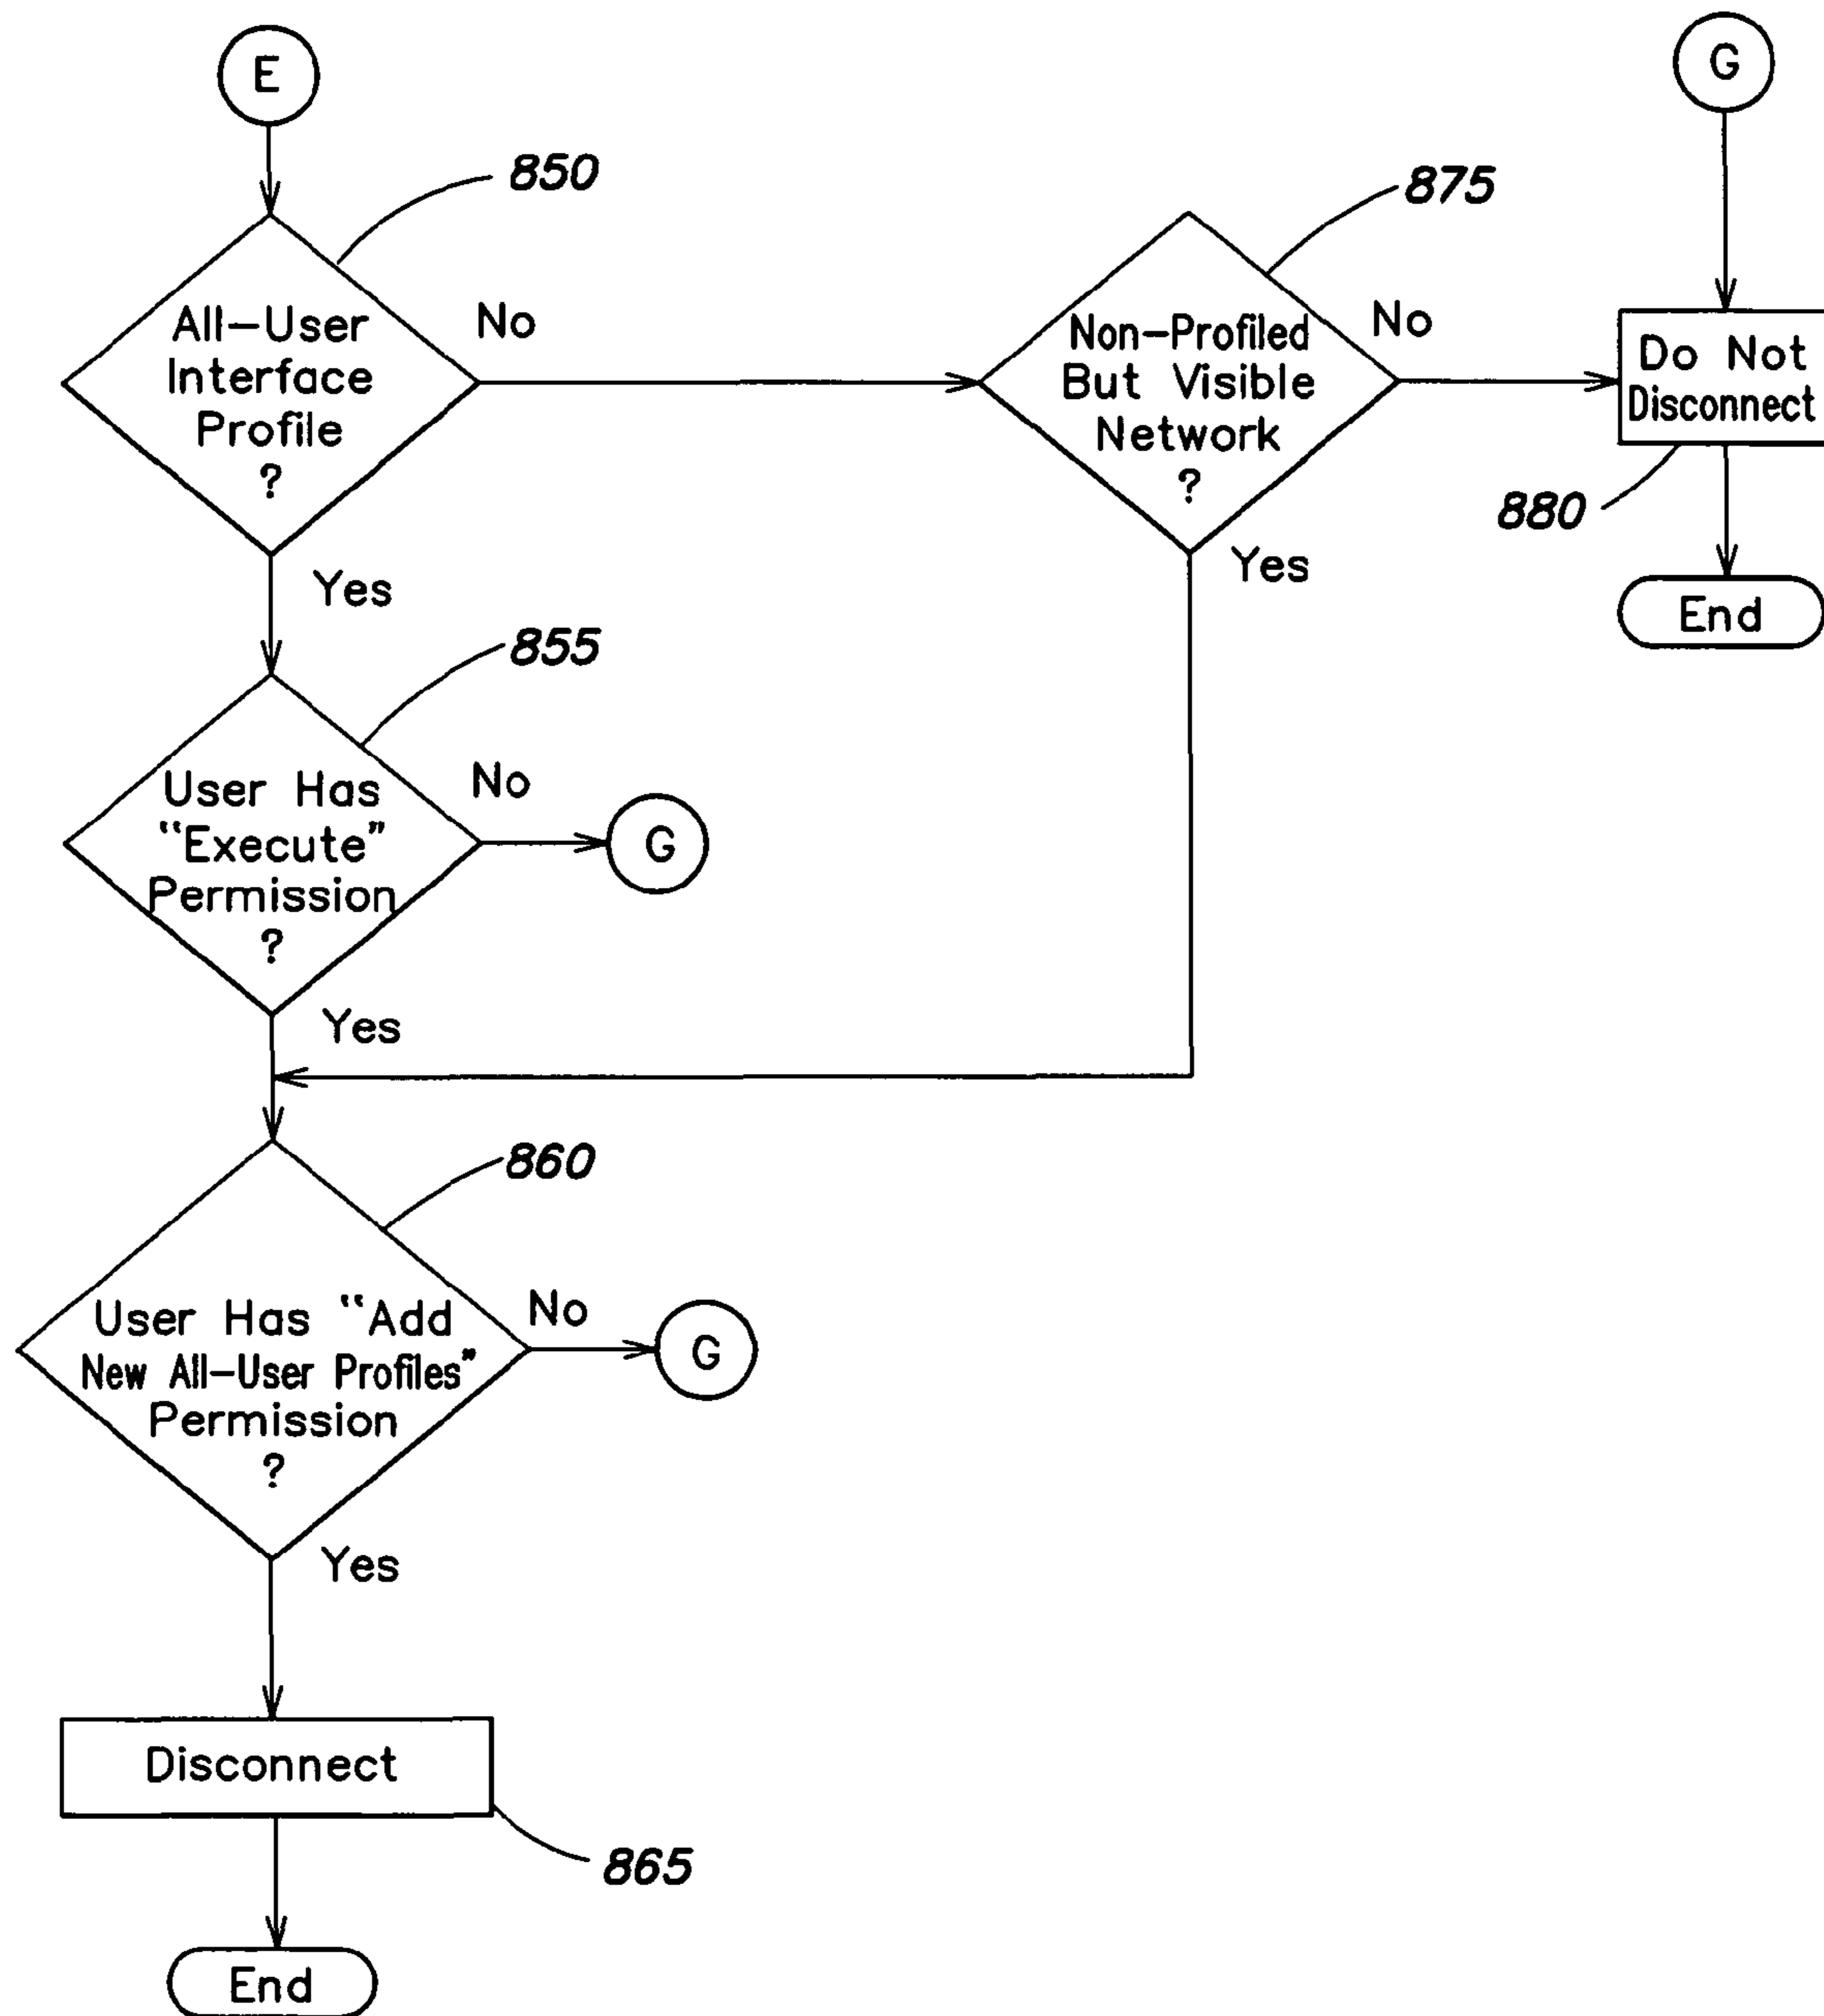 E
G
850
875
All-User
Interface
Profile
?
No
Non-Profiled
But Visible
Network
?
No
Do Not
Disconnect
880
Yes
Yes
End
855
User Has
“Execute”
Permission
?
No
G
Yes
860
User Has “Add
New All-User Profiles”
Permission
?
No
G
Yes
Disconnect
865
End